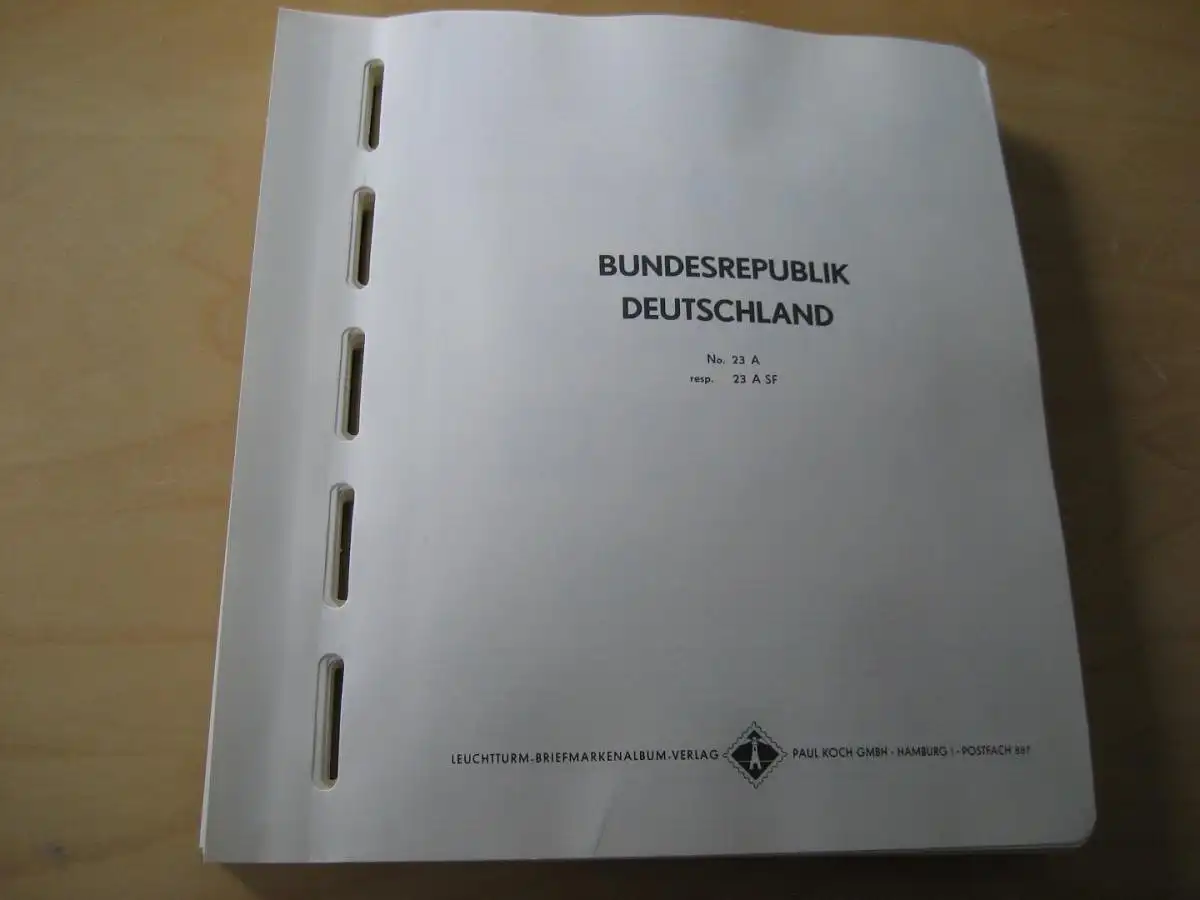 BUNDESREPUBLIK
DEUTSCHLAND
No. 23 A
resp. 23 A SF
LEUCHTTURM-BRIEFMARKENALBUM-VERLAG PAUL KOCH GMBH · HAMBURG 1 · POSTFACH